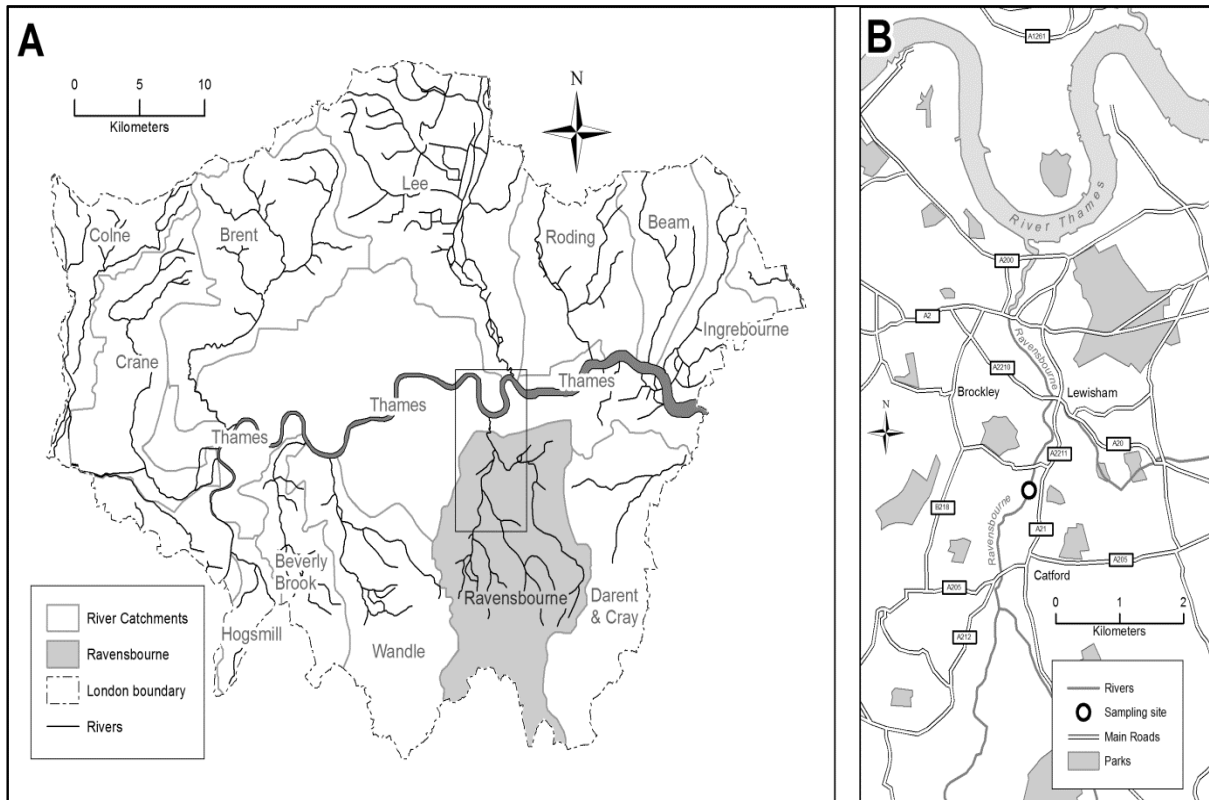 A
0 5 10
Kilometers
N
Lee
Colne
Brent
Roding
Beam
Ingrebourne
Crane
Thames
Thames
Thames
Beverly
Brook
Ravensbourne
Darent
& Cray
Hogsmill
Wandle
River Catchments
Ravensbourne
London boundary
Rivers
B
A1261
River Thames
A200
A2
Ravensbourne
A2210
Brockley
Lewisham
N
A20
A2211
B218
Ravensbourne
A21
A205
Catford
A205
A212
0 1 2
Kilometers
Rivers
Sampling site
Main Roads
Parks